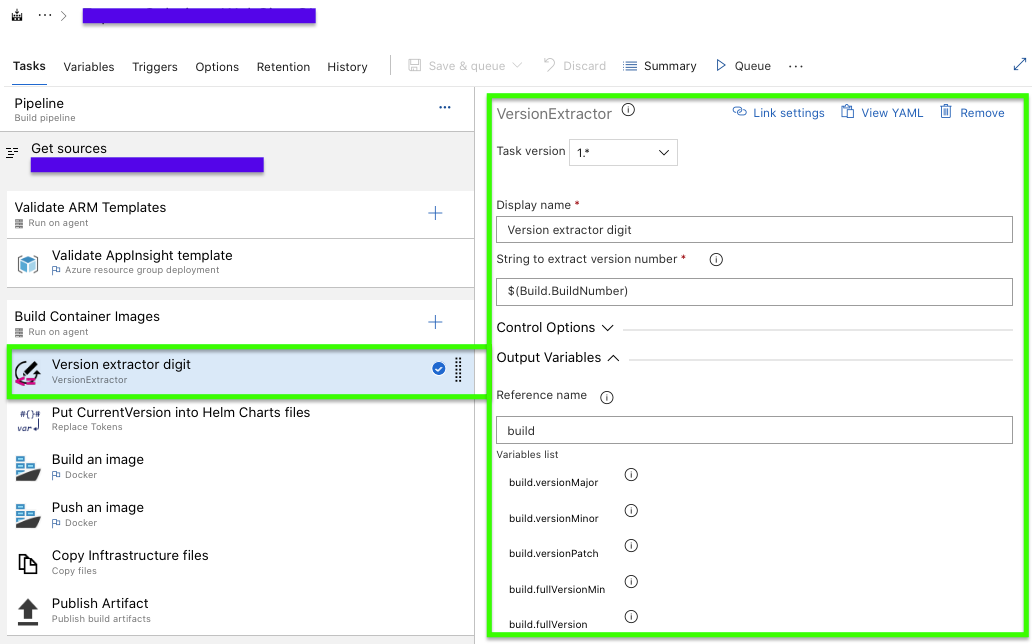 Tasks
Variables
Triggers
Options
Retention
History
Save & queue
Discard
Summary
Queue
Pipeline
Build pipeline
Get sources
Validate ARM Templates
Run on agent
Validate AppInsight template
Azure resource group deployment
Build Container Images
Run on agent
Version extractor digit
VersionExtractor
#{}#
var
Put CurrentVersion into Helm Charts files
Replace Tokens
Build an image
Docker
Push an image
Docker
Copy Inftrastructure files
Copy files
Publish Artifact
Publish build artifacts
VersionExtractor
Link settings
View YAML
Remove
Task version
1.*
Display name *
Version extractor digit
String to extract version number *
$(Build.BuildNumber)
Control Options
Output Variables
Reference name
build
Variables list
build.versionMajor
build.versionMinor
build.versionPatch
build.fullVersionMin
build.fullVersion